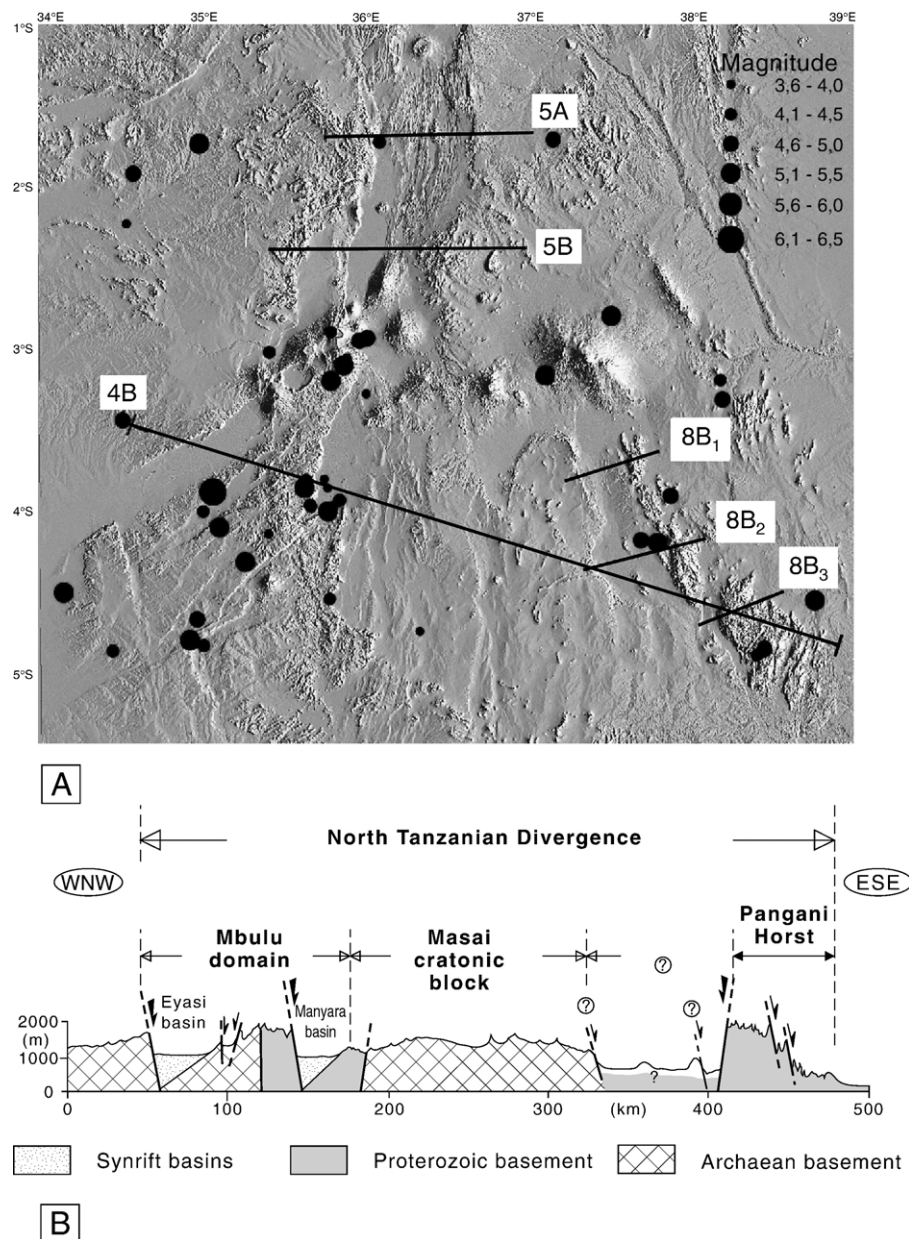 34°E 35°E 36°E 37°E 38°E 39°E
1°S
2°S
3°S
4°S
5°S
Magnitude
3,6 - 4,0
4,1 - 4,5
4,6 - 5,0
5,1 - 5,5
5,6 - 6,0
6,1 - 6,5
5A
5B
4B
8B₁
8B₂
8B₃
A
North Tanzanian Divergence
WNW
ESE
Mbulu
domain
Masai
cratonic
block
?
Pangani
Horst
Eyasi
basin
Manyara
basin
?
?
?
2000
(m)
1000
0
0 100 200 300 (km) 400 500
Synrift basins
Proterozoic basement
Archaean basement
B